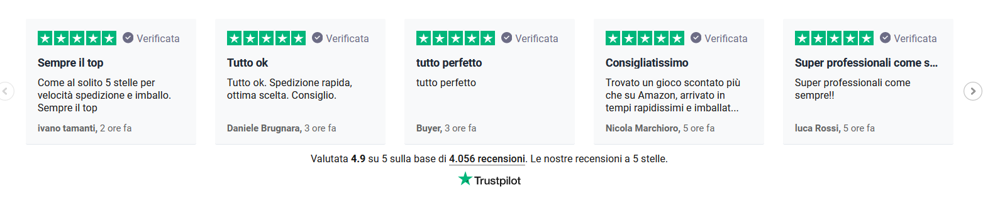 Verificata
Sempre il top
Come al solito 5 stelle per
velocità spedizione e imballo.
Sempre il top
ivano tamanti, 2 ore fa
Verificata
Tutto ok
Tutto ok. Spedizione rapida,
ottima scelta. Consiglio.
Daniele Brugnara, 3 ore fa
Verificata
tutto perfetto
tutto perfetto
Buyer, 3 ore fa
Verificata
Consigliatissimo
Trovato un gioco scontato più
che su Amazon, arrivato in
tempi rapidissimi e imballat...
Nicola Marchioro, 5 ore fa
Verificata
Super professionali come s...
Super professionali come
sempre!!
luca Rossi, 5 ore fa
Valutata 4.9 su 5 sulla base di 4.056 recensioni. Le nostre recensioni a 5 stelle.
Trustpilot